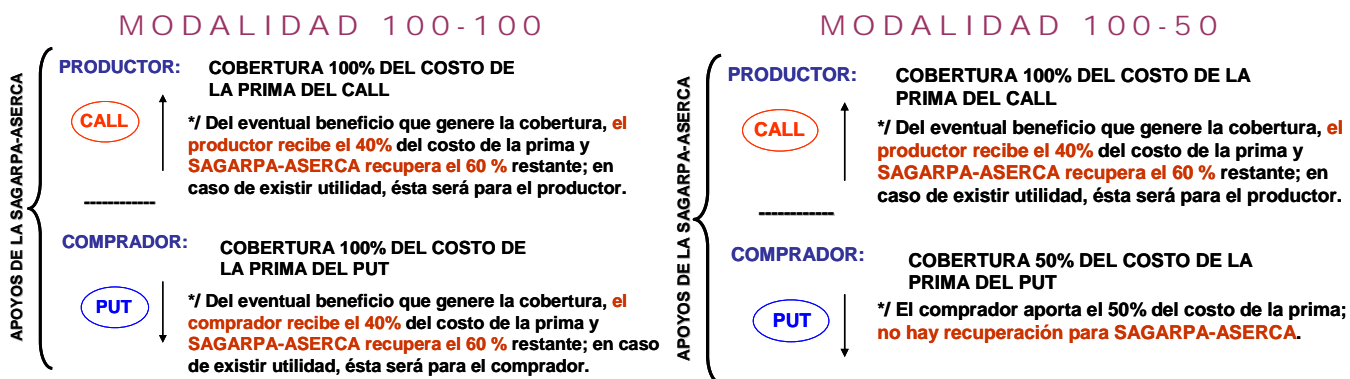 MODALIDAD 100-100
APOYOS DE LA SAGARPA-ASERCA
PRODUCTOR:
COBERTURA 100% DEL COSTO DE
LA PRIMA DEL CALL
CALL
*/ Del eventual beneficio que genere la cobertura, el
productor recibe el 40% del costo de la prima y
SAGARPA-ASERCA recupera el 60 % restante; en
caso de existir utilidad, ésta será para el productor.
------------
COMPRADOR:
COBERTURA 100% DEL COSTO DE
LA PRIMA DEL PUT
PUT
*/ Del eventual beneficio que genere la cobertura, el
comprador recibe el 40% del costo de la prima y
SAGARPA-ASERCA recupera el 60 % restante; en caso
de existir utilidad, ésta será para el comprador.
MODALIDAD 100-50
APOYOS DE LA SAGARPA-ASERCA
PRODUCTOR:
COBERTURA 100% DEL COSTO DE LA
PRIMA DEL CALL
CALL
*/ Del eventual beneficio que genere la cobertura, el
productor recibe el 40% del costo de la prima y
SAGARPA-ASERCA recupera el 60 % restante; en
caso de existir utilidad, ésta será para el productor.
------------
COMPRADOR:
COBERTURA 50% DEL COSTO DE LA
PRIMA DEL PUT
PUT
*/ El comprador aporta el 50% del costo de la prima;
no hay recuperación para SAGARPA-ASERCA.